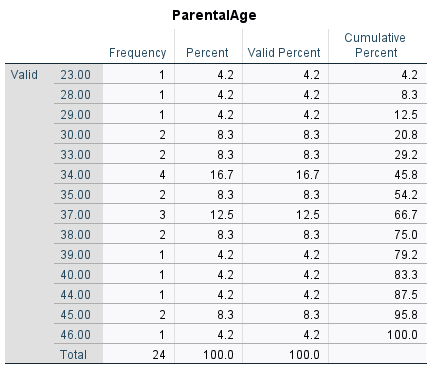 ParentalAge
Frequency Percent Valid Percent Cumulative Percent
Valid 23.00 1 4.2 4.2 4.2
28.00 1 4.2 4.2 8.3
29.00 1 4.2 4.2 12.5
30.00 2 8.3 8.3 20.8
33.00 2 8.3 8.3 29.2
34.00 4 16.7 16.7 45.8
35.00 2 8.3 8.3 54.2
37.00 3 12.5 12.5 66.7
38.00 2 8.3 8.3 75.0
39.00 1 4.2 4.2 79.2
40.00 1 4.2 4.2 83.3
44.00 1 4.2 4.2 87.5
45.00 2 8.3 8.3 95.8
46.00 1 4.2 4.2 100.0
Total 24 100.0 100.0